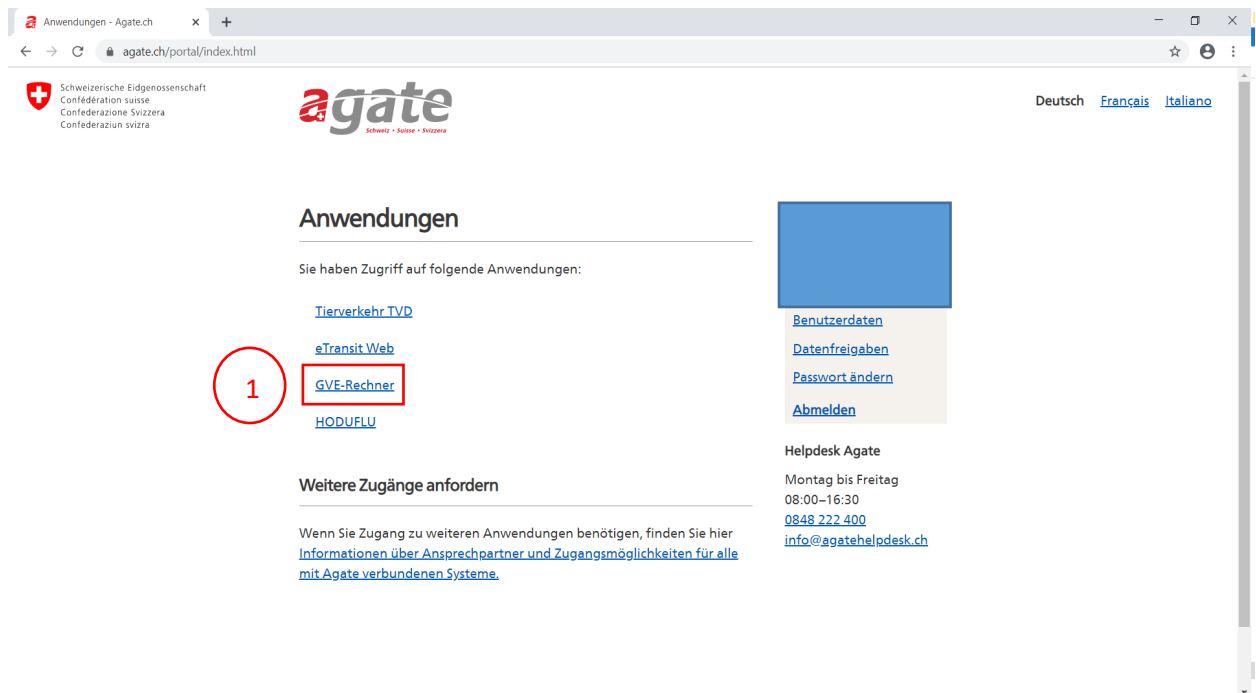 Anwendungen - Agate.ch
agate.ch/portal/index.html
Schweizerische Eidgenossenschaft
Confédération suisse
Confederazione Svizzera
Confederaziun svizra
agate
Schweiz • Suisse • Svizzera
Deutsch Français Italiano
Anwendungen
Sie haben Zugriff auf folgende Anwendungen:
Tierverkehr TVD
eTransit Web
1
GVE-Rechner
HODUFLU
Weitere Zugänge anfordern
Wenn Sie Zugang zu weiteren Anwendungen benötigen, finden Sie hier
Informationen über Ansprechpartner und Zugangsmöglichkeiten für alle
mit Agate verbundenen Systeme.
Benutzerdaten
Datenfreigaben
Passwort ändern
Abmelden
Helpdesk Agate
Montag bis Freitag
08:00–16:30
0848 222 400
info@agatehelpdesk.ch